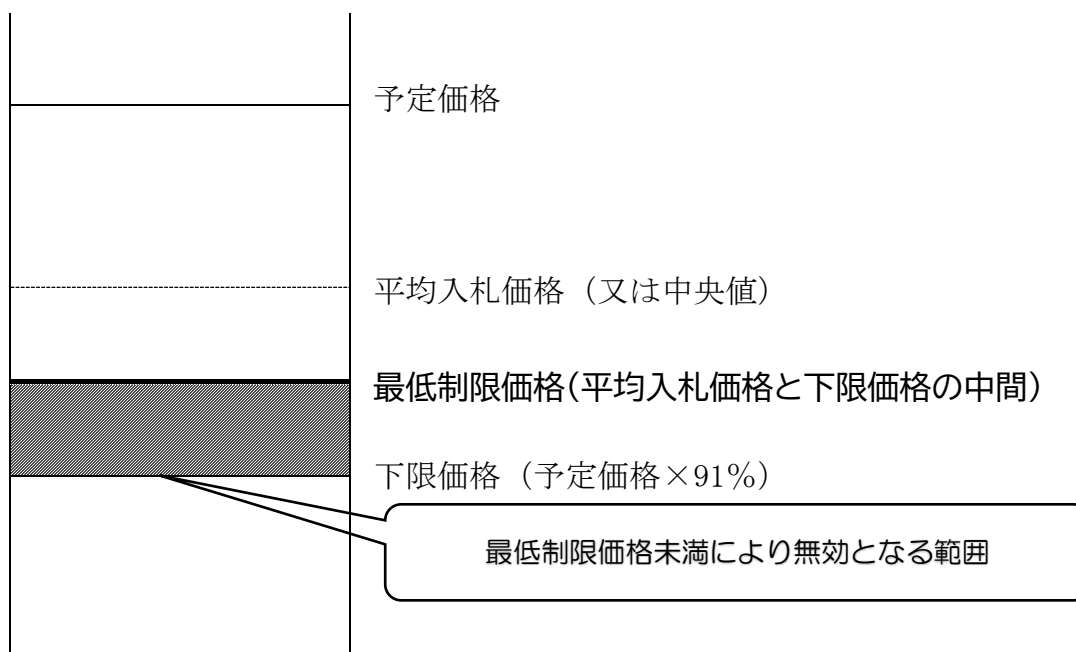 予定価格
平均入札価格（又は中央値）
最低制限価格（平均入札価格と下限価格の中間）
下限価格（予定価格×91％）
最低制限価格未満により無効となる範囲